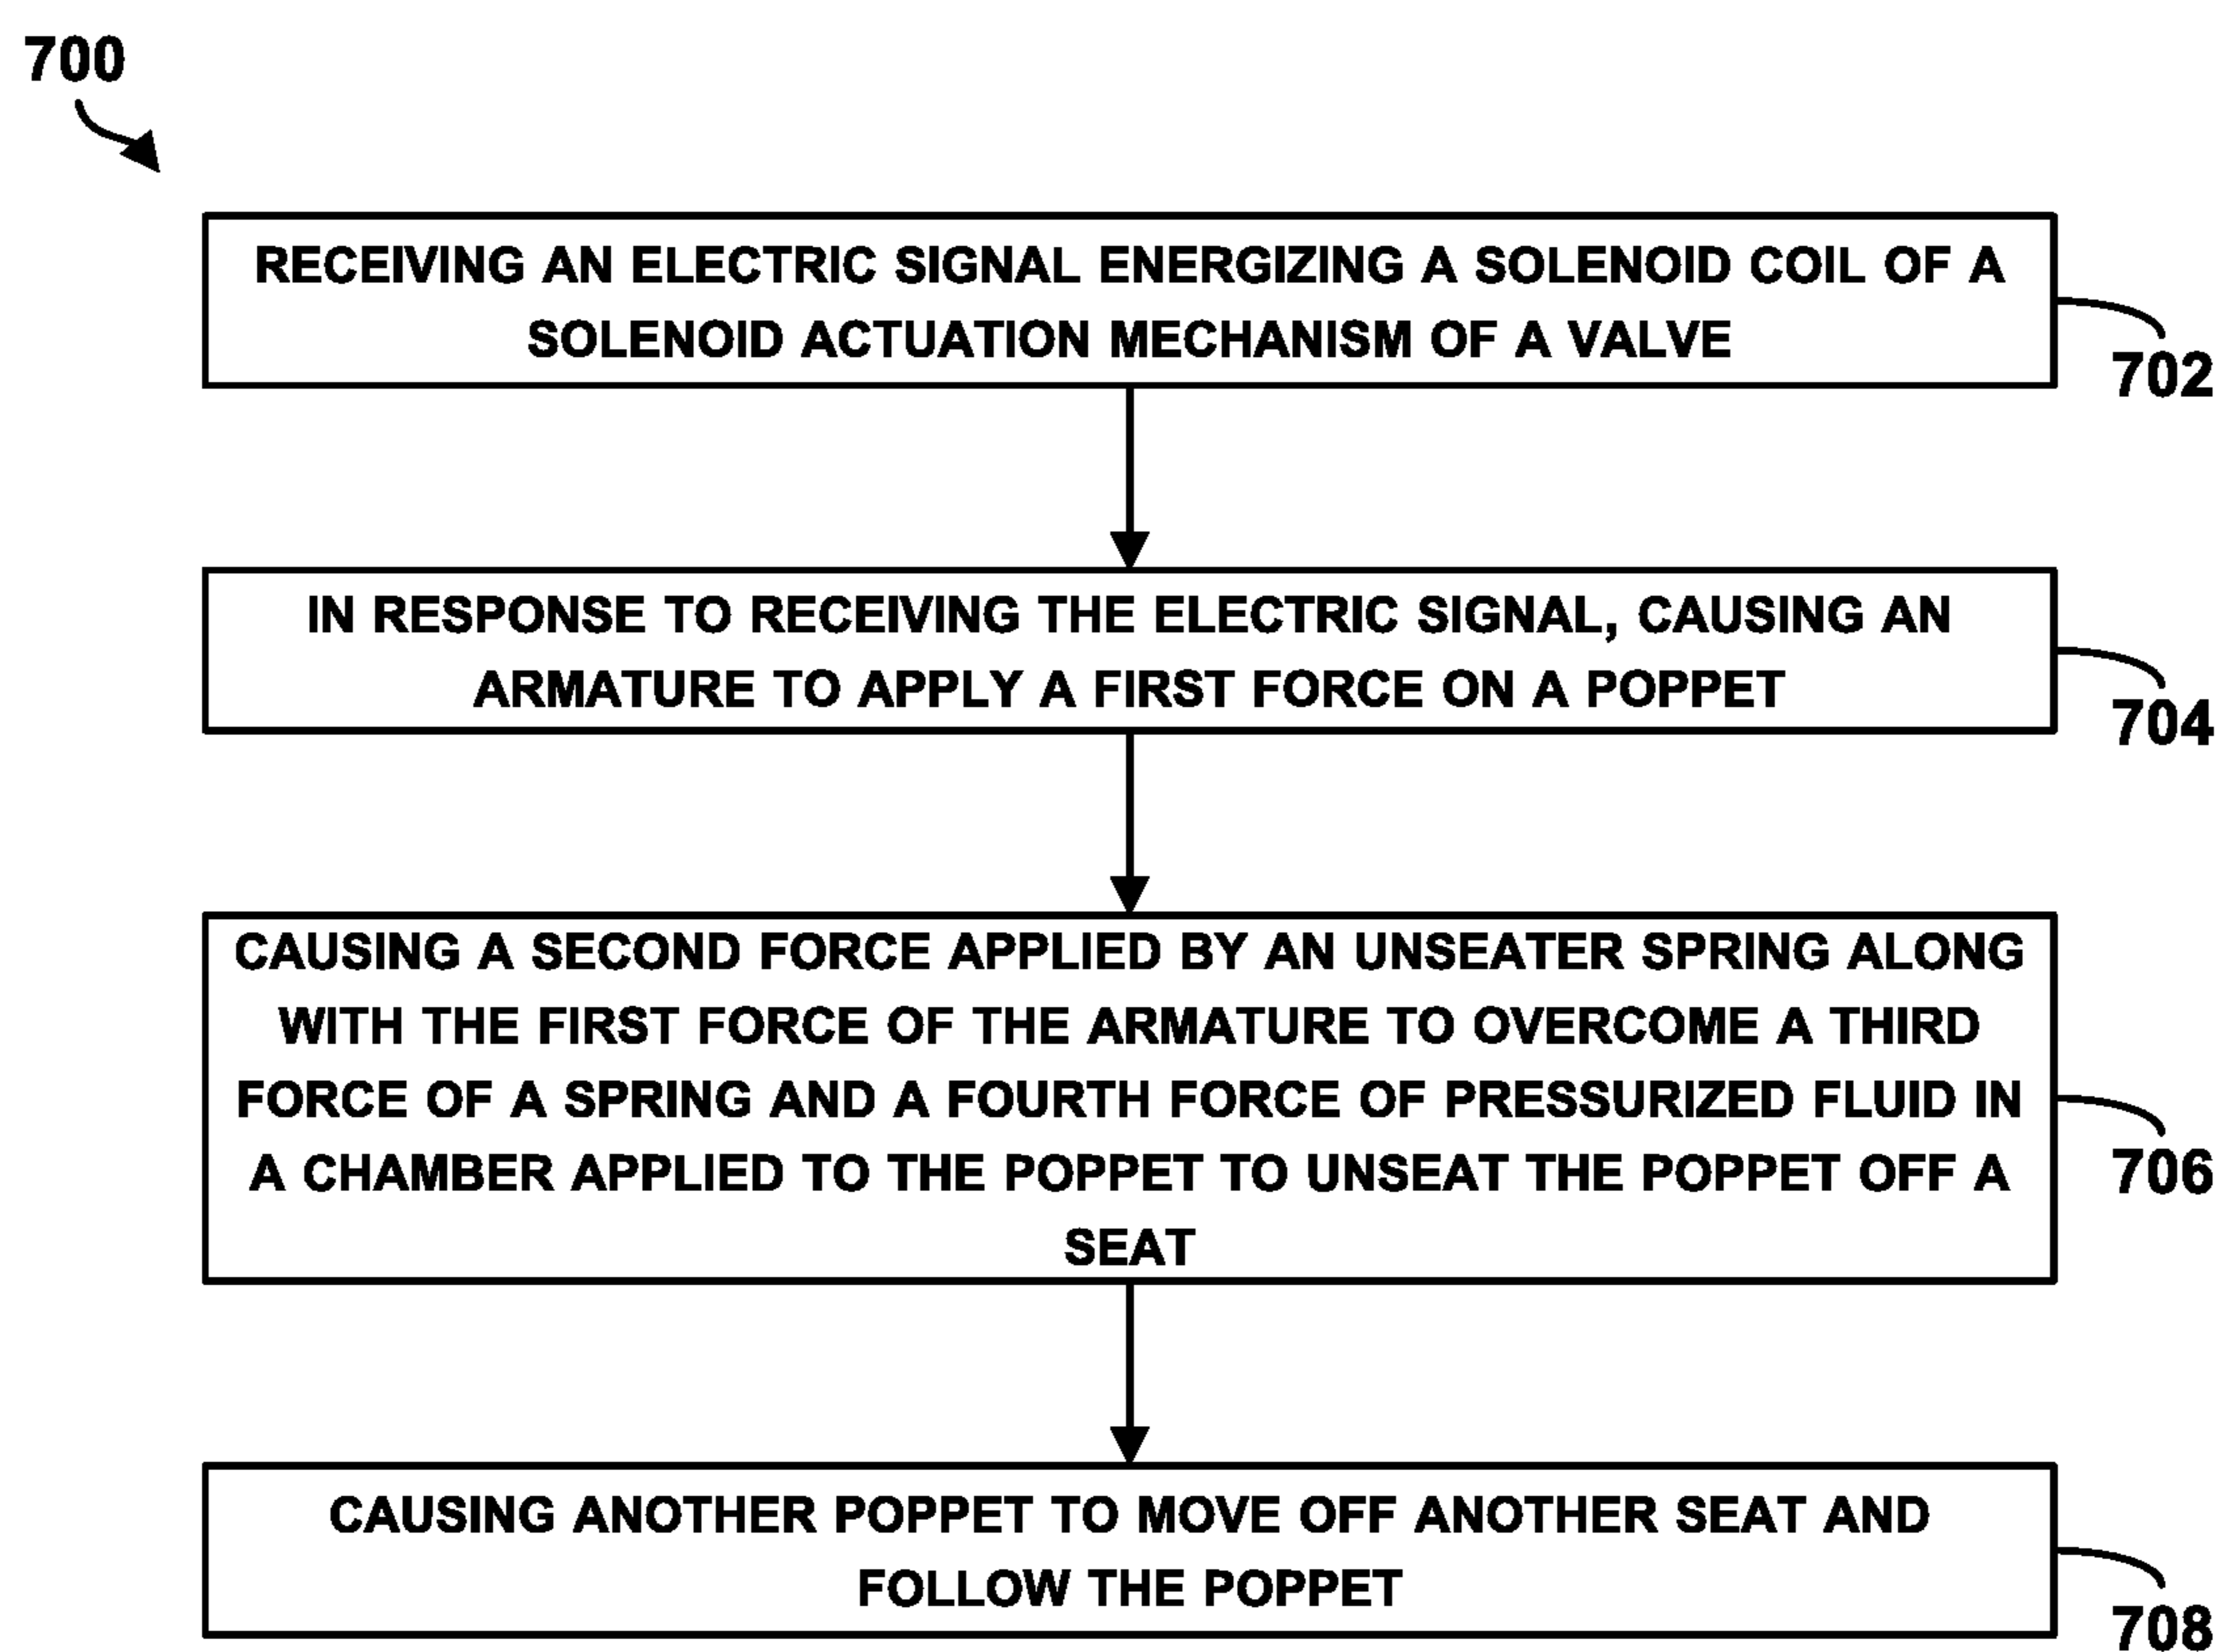 700
RECEIVING AN ELECTRIC SIGNAL ENERGIZING A SOLENOID COIL OF A
SOLENOID ACTUATION MECHANISM OF A VALVE
702
IN RESPONSE TO RECEIVING THE ELECTRIC SIGNAL, CAUSING AN
ARMATURE TO APPLY A FIRST FORCE ON A POPPET
704
CAUSING A SECOND FORCE APPLIED BY AN UNSEATER SPRING ALONG
WITH THE FIRST FORCE OF THE ARMATURE TO OVERCOME A THIRD
FORCE OF A SPRING AND A FOURTH FORCE OF PRESSURIZED FLUID IN
A CHAMBER APPLIED TO THE POPPET TO UNSEAT THE POPPET OFF A
SEAT
706
CAUSING ANOTHER POPPET TO MOVE OFF ANOTHER SEAT AND
FOLLOW THE POPPET
708